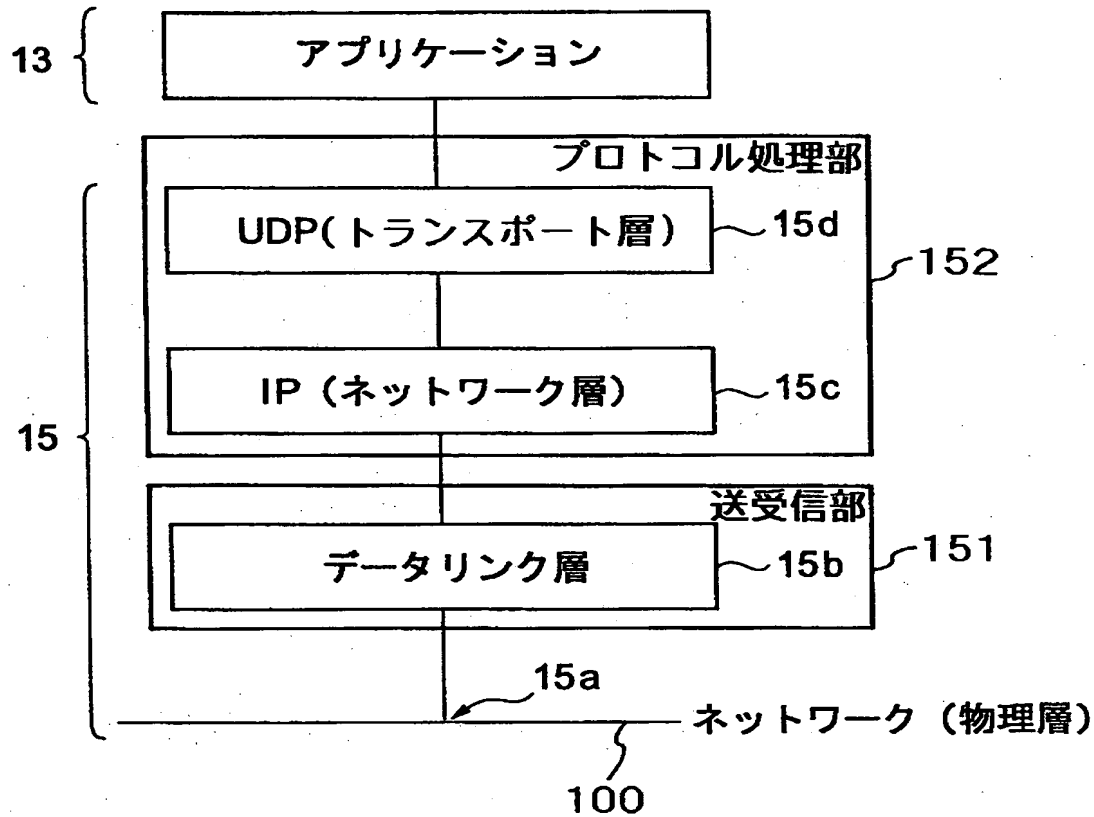 13
アプリケーション
プロトコル処理部
UDP(トランスポート層)
15d
152
IP(ネットワーク層)
15c
15
送受信部
データリンク層
15b
151
15a
ネットワーク(物理層)
100